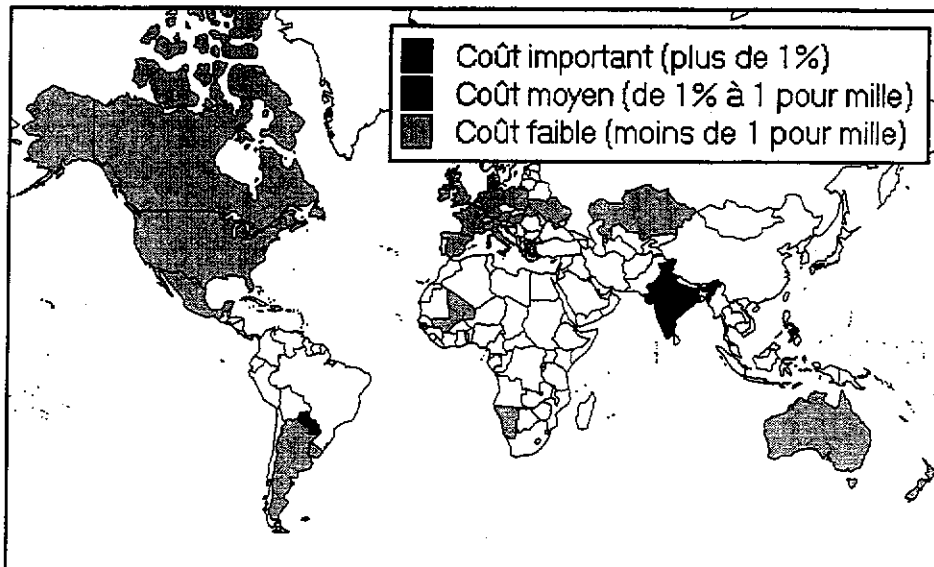 Coût important (plus de 1%)
Coût moyen (de 1% à 1 pour mille)
Coût faible (moins de 1 pour mille)